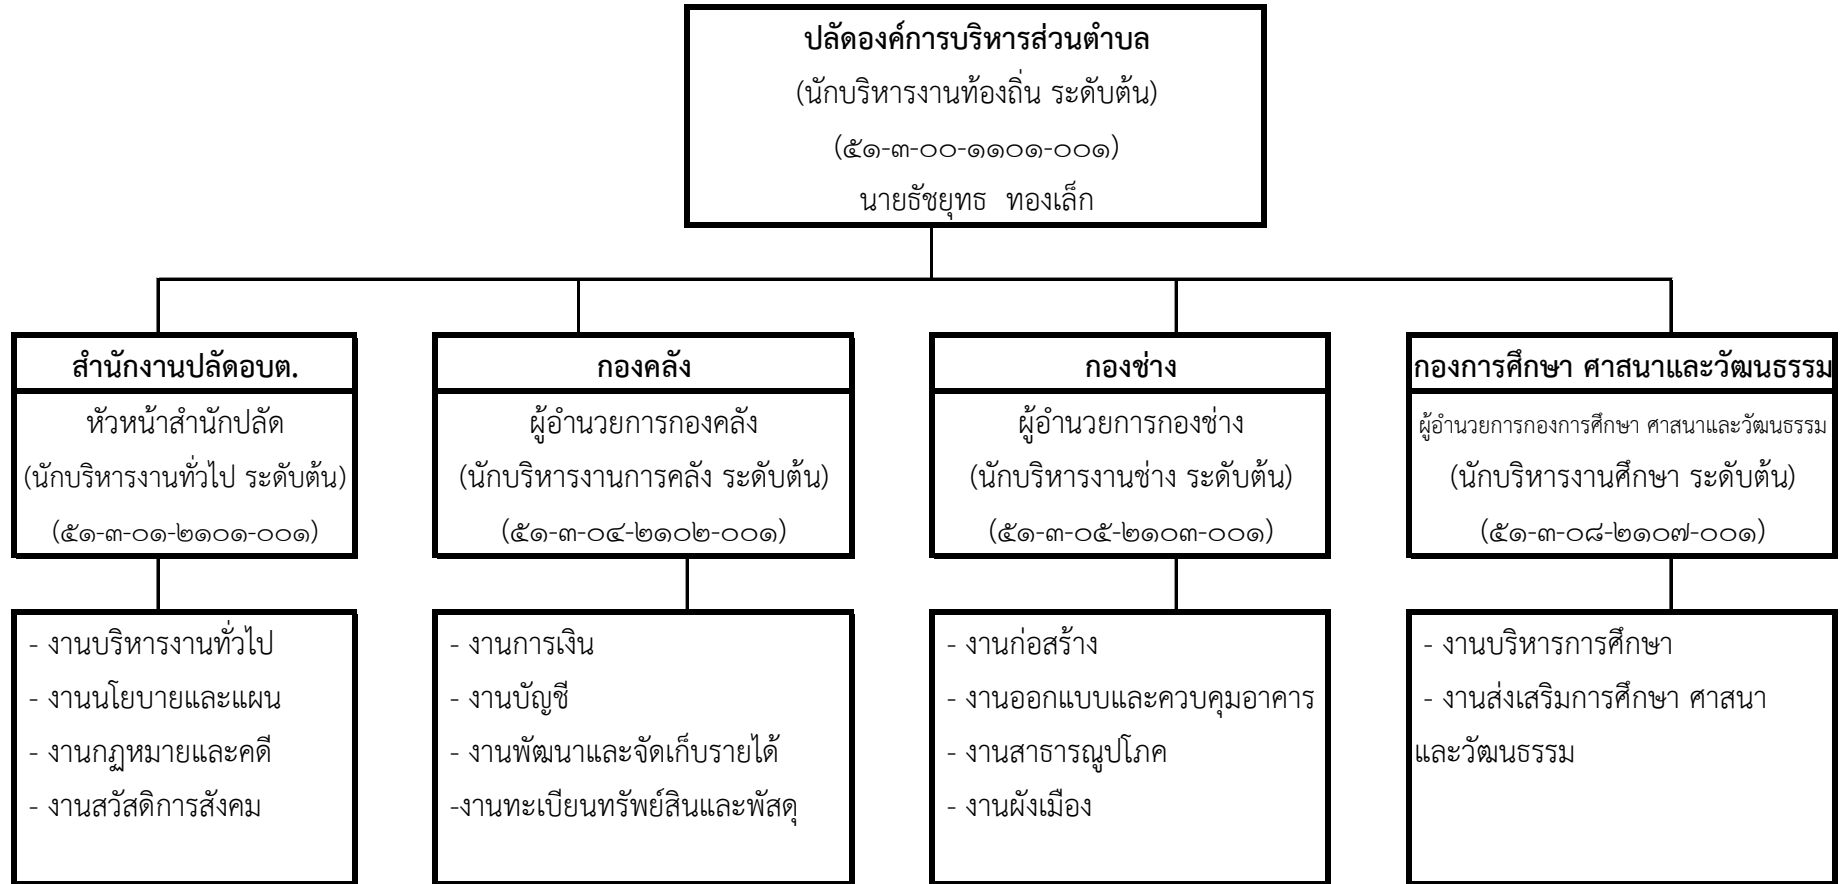 ปลัดองค์การบริหารส่วนตำบล
(นักบริหารงานท้องถิ่น ระดับต้น)
(๕๑-๓-๐๐-๑๑๐๑-๐๐๑)
นายธัชยุทธ ทองเล็ก
สำนักงานปลัดอบต.
หัวหน้าสำนักปลัด
(นักบริหารงานทั่วไป ระดับต้น)
(๕๑-๓-๐๑-๒๑๐๑-๐๐๑)
- งานบริหารงานทั่วไป
- งานนโยบายและแผน
- งานกฎหมายและคดี
- งานสวัสดิการสังคม
กองคลัง
ผู้อำนวยการกองคลัง
(นักบริหารงานการคลัง ระดับต้น)
(๕๑-๓-๐๔-๒๑๐๒-๐๐๑)
- งานการเงิน
- งานบัญชี
- งานพัฒนาและจัดเก็บรายได้
-งานทะเบียนทรัพย์สินและพัสดุ
กองช่าง
ผู้อำนวยการกองช่าง
(นักบริหารงานช่าง ระดับต้น)
(๕๑-๓-๐๕-๒๑๐๓-๐๐๑)
- งานก่อสร้าง
- งานออกแบบและควบคุมอาคาร
- งานสาธารณูปโภค
- งานผังเมือง
กองการศึกษา ศาสนาและวัฒนธรรม
ผู้อำนวยการกองการศึกษา ศาสนาและวัฒนธรรม
(นักบริหารงานศึกษา ระดับต้น)
(๕๑-๓-๐๘-๒๑๐๗-๐๐๑)
- งานบริหารการศึกษา
- งานส่งเสริมการศึกษา ศาสนา
และวัฒนธรรม